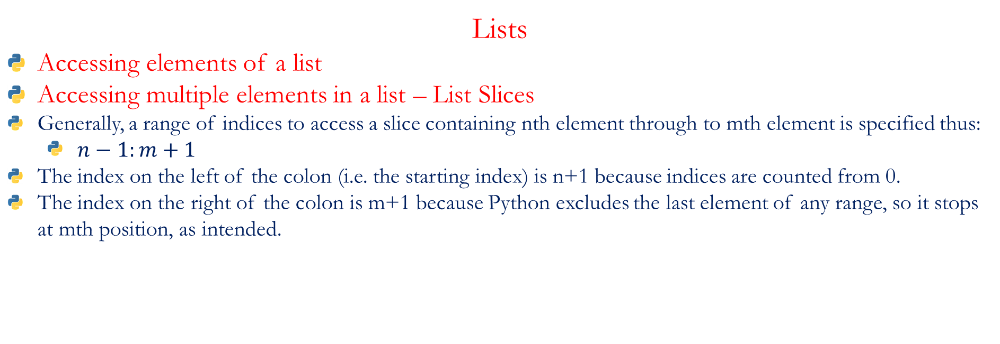 Lists
Accessing elements of a list
Accessing multiple elements in a list – List Slices
Generally, a range of indices to access a slice containing nth element through to mth element is specified thus:
n − 1: m + 1
The index on the left of the colon (i.e. the starting index) is n+1 because indices are counted from 0.
The index on the right of the colon is m+1 because Python excludes the last element of any range, so it stops
at mth position, as intended.